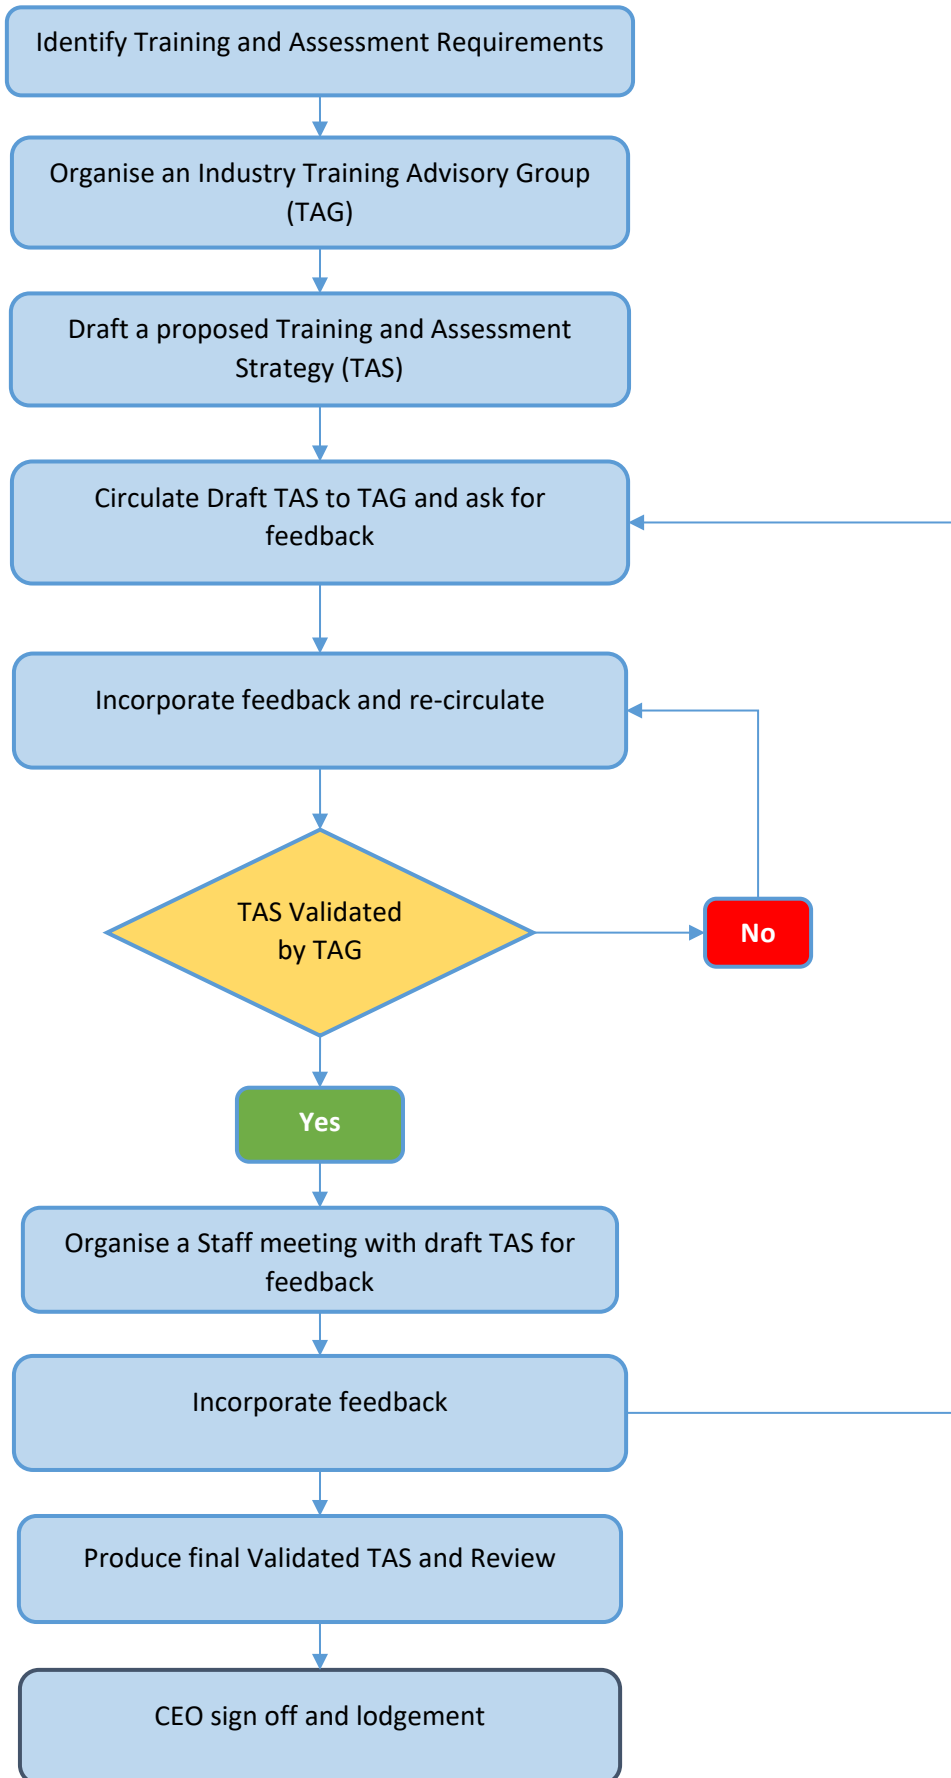 Identify Training and Assessment Requirements
Organise an Industry Training Advisory Group
(TAG)
Draft a proposed Training and Assessment
Strategy (TAS)
Circulate Draft TAS to TAG and ask for
feedback
Incorporate feedback and re-circulate
TAS Validated
by TAG
No
Yes
Organise a Staff meeting with draft TAS for
feedback
Incorporate feedback
Produce final Validated TAS and Review
CEO sign off and lodgement